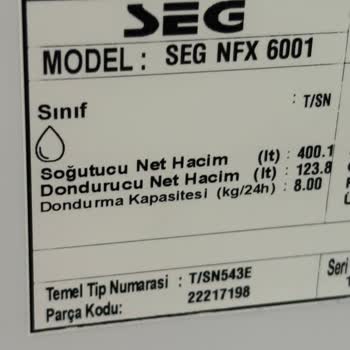 SEG
MODEL : SEG NFX 6001
Sınıf : T/SN
Soğutucu Net Hacim (lt) : 400.1
Dondurucu Net Hacim (lt) : 123.8
Dondurma Kapasitesi (kg/24h) : 8.00
Temel Tip Numarası : T/SN543E
Parça Kodu: 22217198
Seri